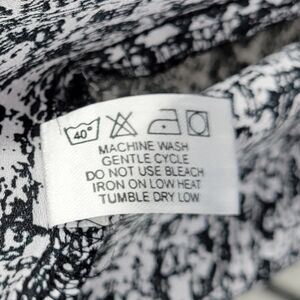 40°
MACHINE WASH
GENTLE CYCLE
DO NOT USE BLEACH
IRON ON LOW HEAT
TUMBLE DRY LOW